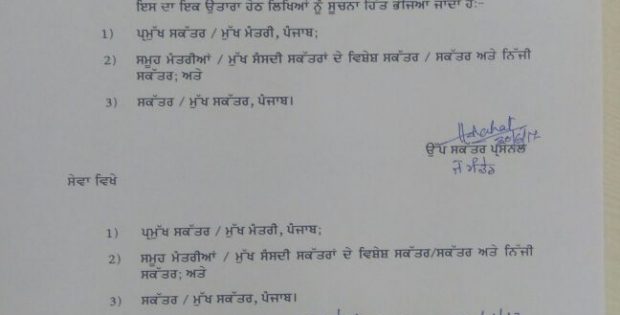 ਇਸ ਦਾ ਇਕ ਉਤਾਰਾ ਹੇਠ ਲਿਖਿਆਂ ਨੂੰ ਸੂਚਨਾ ਹਿੱਤ ਭੇਜਿਆ ਜਾਂਦਾ ਹੈ:-
1) ਪ੍ਰਮੁੱਖ ਸਕੱਤਰ / ਮੁੱਖ ਮੰਤਰੀ, ਪੰਜਾਬ;
2) ਸਮੂਹ ਮੰਤਰੀਆਂ / ਮੁੱਖ ਸੰਸਦੀ ਸਕੱਤਰਾਂ ਦੇ ਵਿਸ਼ੇਸ਼ ਸਕੱਤਰ / ਸਕੱਤਰ ਅਤੇ ਨਿੱਜੀ
ਸਕੱਤਰ; ਅਤੇ
3) ਸਕੱਤਰ / ਮੁੱਖ ਸਕੱਤਰ, ਪੰਜਾਬ।
ਉੱਪ ਸਕੱਤਰ ਪ੍ਰਸੋਨਲ
ਸੇਵਾ ਵਿਖੇ
1) ਪ੍ਰਮੁੱਖ ਸਕੱਤਰ / ਮੁੱਖ ਮੰਤਰੀ, ਪੰਜਾਬ;
2) ਸਮੂਹ ਮੰਤਰੀਆਂ / ਮੁੱਖ ਸੰਸਦੀ ਸਕੱਤਰਾਂ ਦੇ ਵਿਸ਼ੇਸ਼ ਸਕੱਤਰ/ਸਕੱਤਰ ਅਤੇ ਨਿੱਜੀ
ਸਕੱਤਰ; ਅਤੇ
3) ਸਕੱਤਰ / ਮੁੱਖ ਸਕੱਤਰ, ਪੰਜਾਬ।